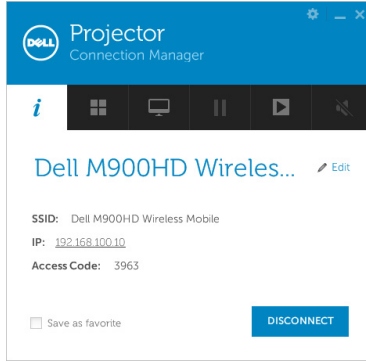 DELL
Projector
Connection Manager
i
Dell M900HD Wireles... Edit
SSID: Dell M900HD Wireless Mobile
IP: 192.168.100.10
Access Code: 3963
Save as favorite
DISCONNECT